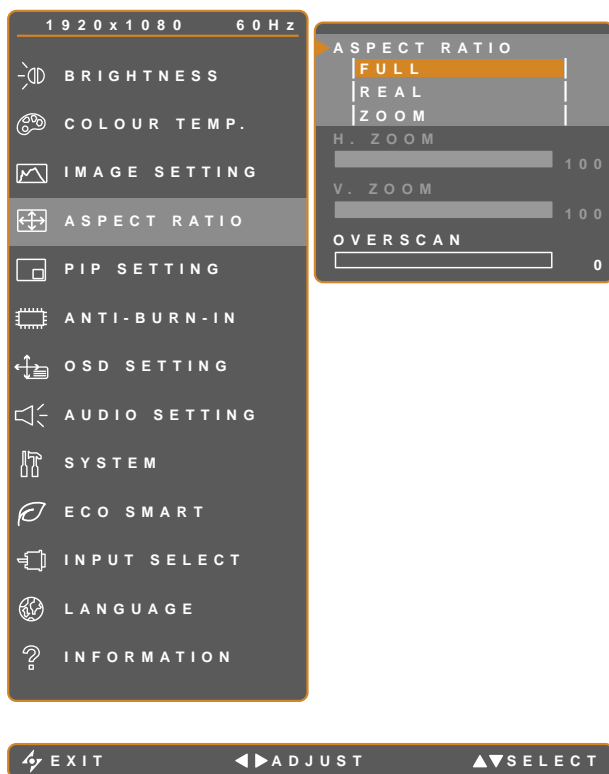 1920x1080 60Hz
BRIGHTNESS
COLOUR TEMP.
IMAGE SETTING
ASPECT RATIO
PIP SETTING
ANTI-BURN-IN
OSD SETTING
AUDIO SETTING
SYSTEM
ECO SMART
INPUT SELECT
LANGUAGE
INFORMATION
ASPECT RATIO
FULL
REAL
ZOOM
H. ZOOM
100
V. ZOOM
100
OVERSCAN
0
EXIT ADJUST SELECT